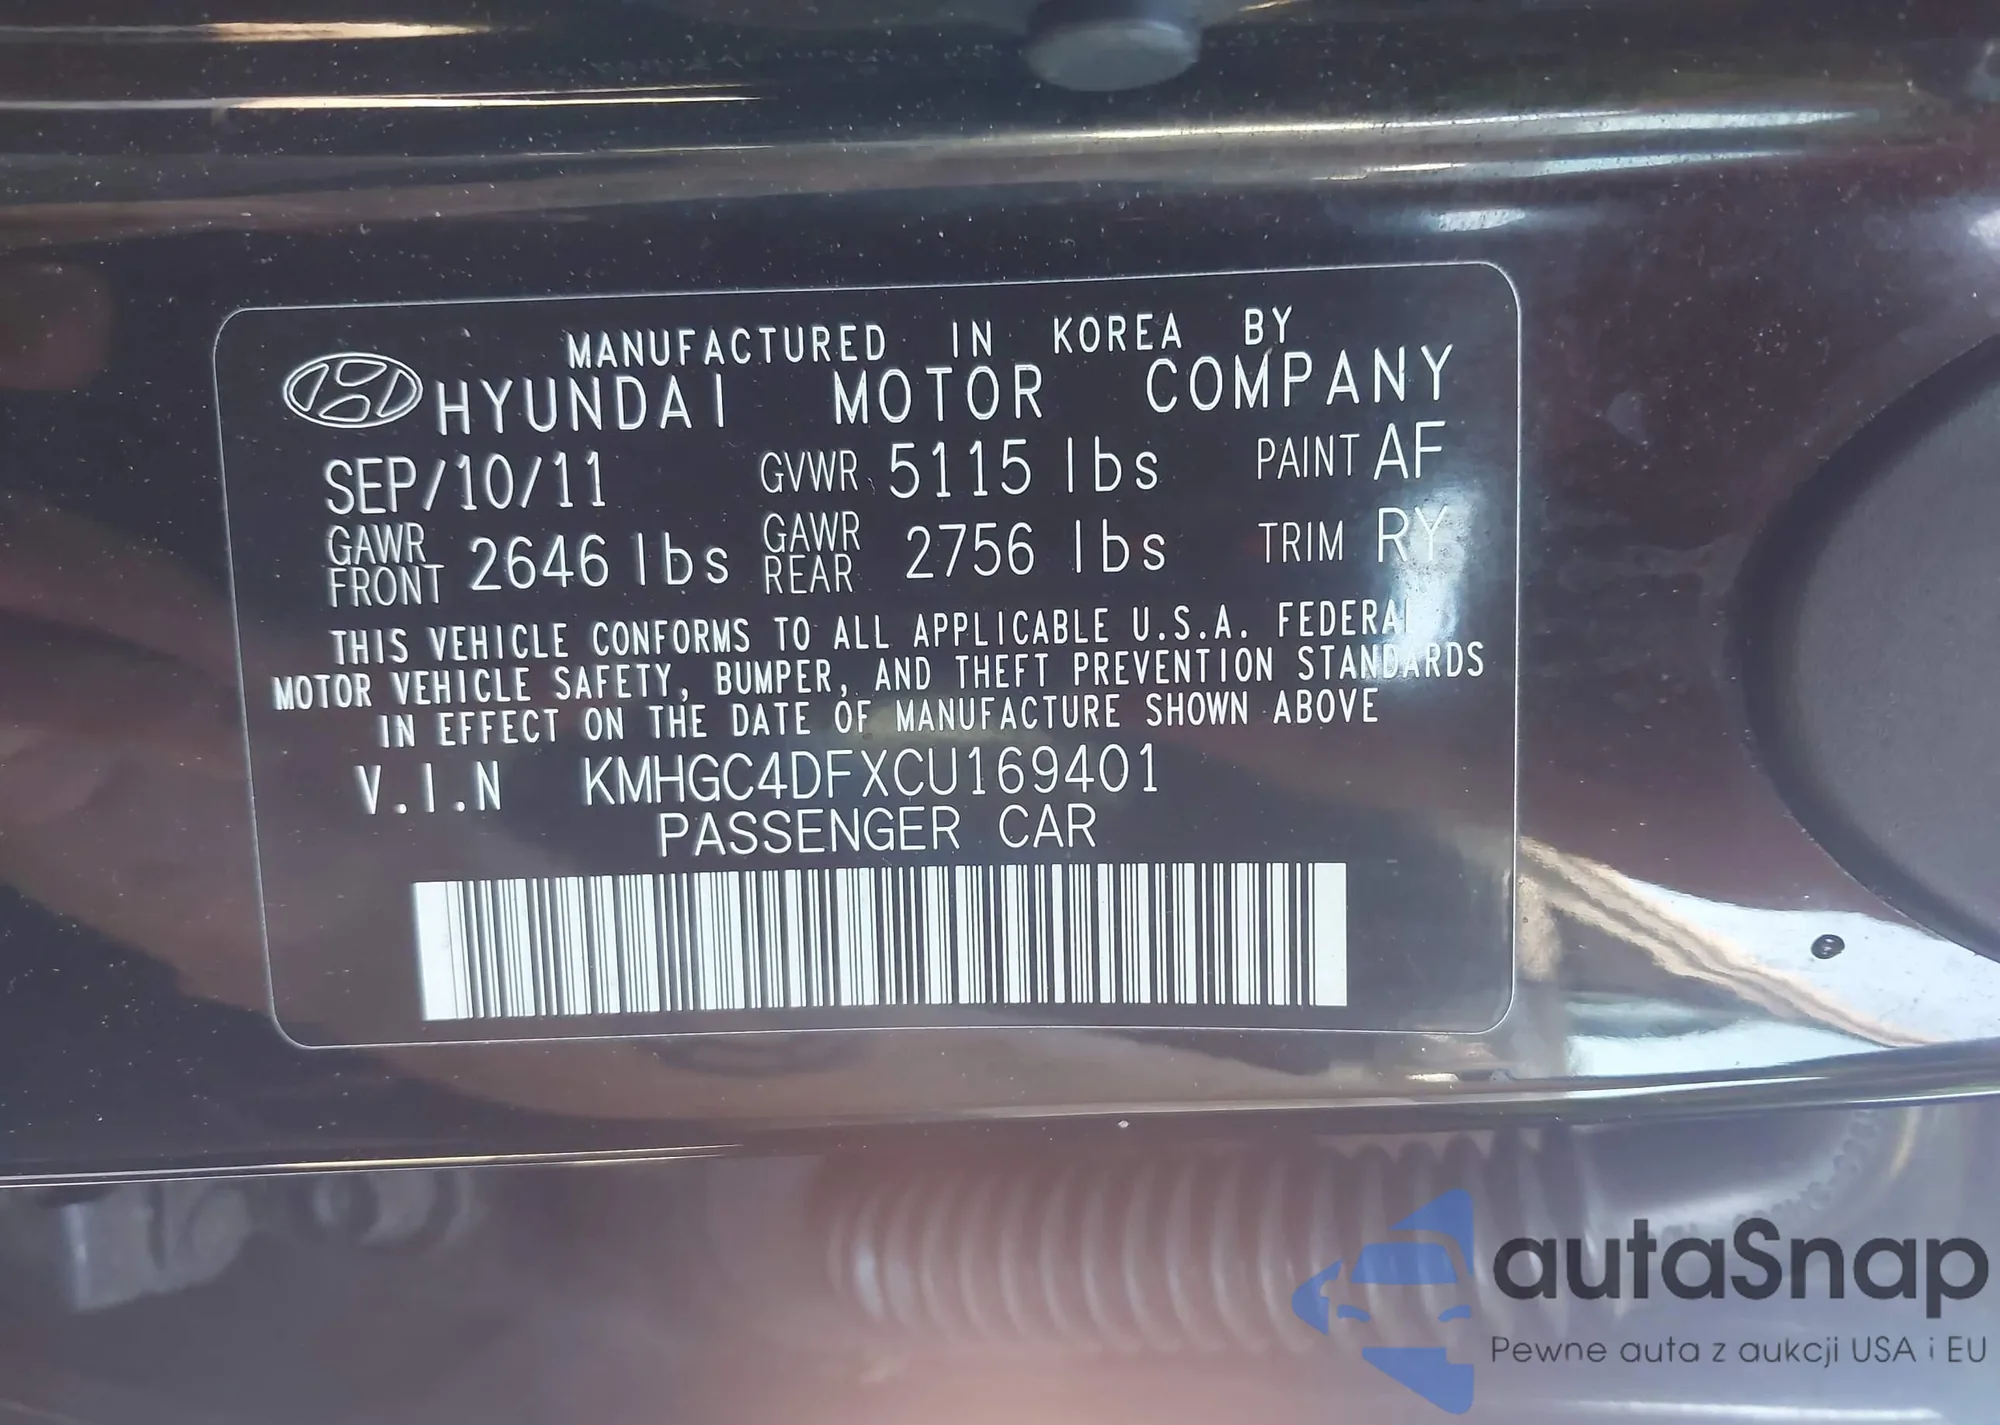 MANUFACTURED IN KOREA BY
HYUNDAI MOTOR COMPANY
SEP/10/11 GVWR 5115 lbs PAINT AF
GAWR FRONT 2646 lbs GAWR REAR 2756 lbs TRIM RY
THIS VEHICLE CONFORMS TO ALL APPLICABLE U.S.A. FEDERAL
MOTOR VEHICLE SAFETY, BUMPER, AND THEFT PREVENTION STANDARDS
IN EFFECT ON THE DATE OF MANUFACTURE SHOWN ABOVE
V.I.N KMHGC4DFXCU169401
PASSENGER CAR
autaSnap
Pewne auta z aukcji USA i EU